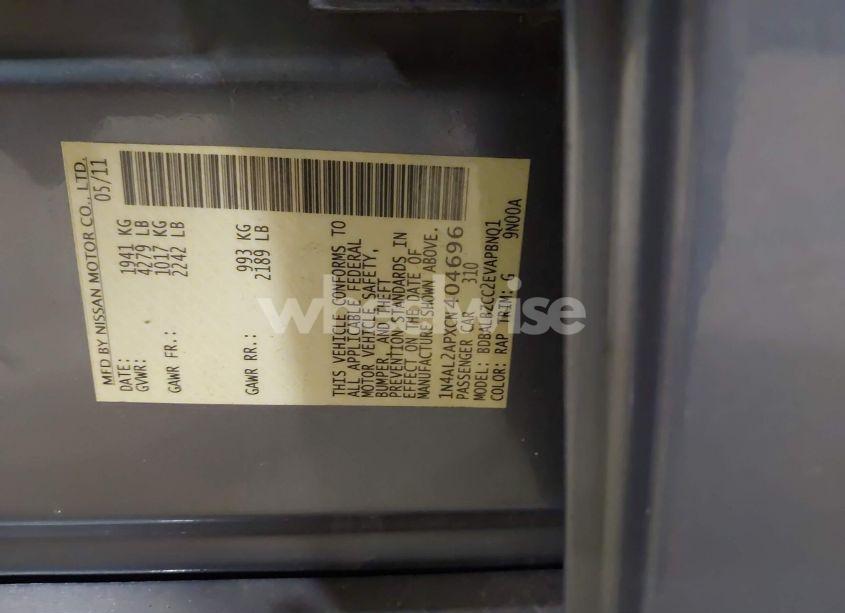 MFD BY NISSAN MOTOR CO., LTD.
DATE: 05/11
GVWR: 1941 KG
4279 LB
GAWR FR.: 1017 KG
2242 LB
GAWR RR.: 993 KG
2189 LB
THIS VEHICLE CONFORMS TO
ALL APPLICABLE FEDERAL
MOTOR VEHICLE SAFETY,
BUMPER, AND THEFT
PREVENTION STANDARDS IN
EFFECT ON THE DATE OF
MANUFACTURE SHOWN ABOVE.
1N4AL2APXCN404696
PASSENGER CAR 310
MODEL: BDBALB2CC2EVAPBNQ1
COLOR: RAP TRIM: G 9N00A
wheelwise